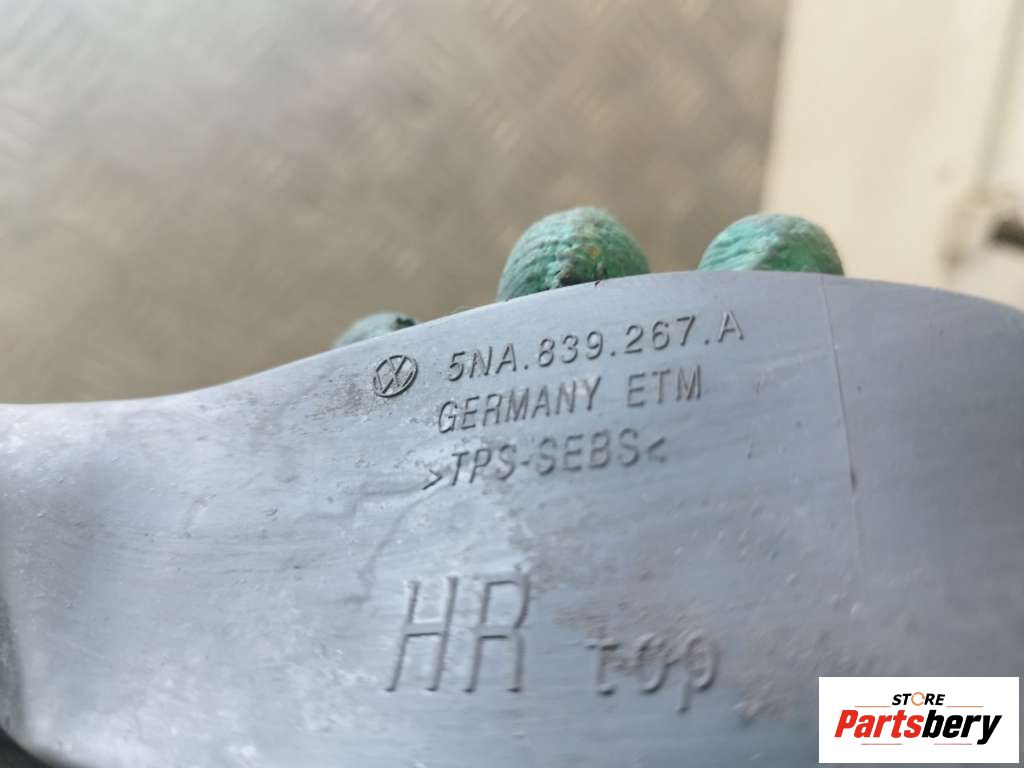 5NA.839.267.A
GERMANY ETM
>TPS-SEBS<
HR top
STORE
Partsbery